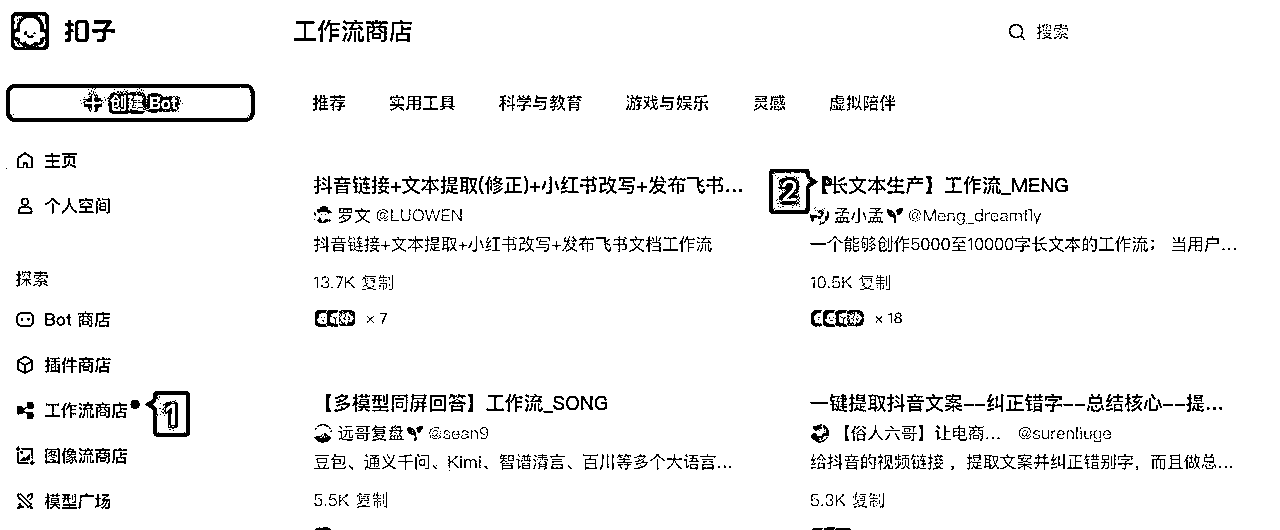 扣子
工作流商店
搜索
创建 Bot
推荐 实用工具 科学与教育 游戏与娱乐 灵感 虚拟陪伴
主页
个人空间
探索
Bot 商店
插件商店
工作流商店
1
图像流商店
模型广场
抖音链接+文本提取(修正)+小红书改写+发布飞书...
罗文 @LUOWEN
抖音链接+文本提取+小红书改写+发布飞书文档工作流
13.7K 复制
× 7
2
【长文本生产】工作流_MENG
孟小孟 @Meng_dreamfly
一个能够创作5000至10000字长文本的工作流； 当用户...
10.5K 复制
× 18
【多模型同屏回答】工作流_SONG
远哥复盘 @sean9
豆包、通义千问、Kimi、智谱清言、百川等多个大语言...
5.5K 复制
一键提取抖音文案--纠正错字--总结核心--提...
【俗人六哥】让电商... @surenliuge
给抖音的视频链接 ，提取文案并纠正错别字，而且做总...
5.3K 复制